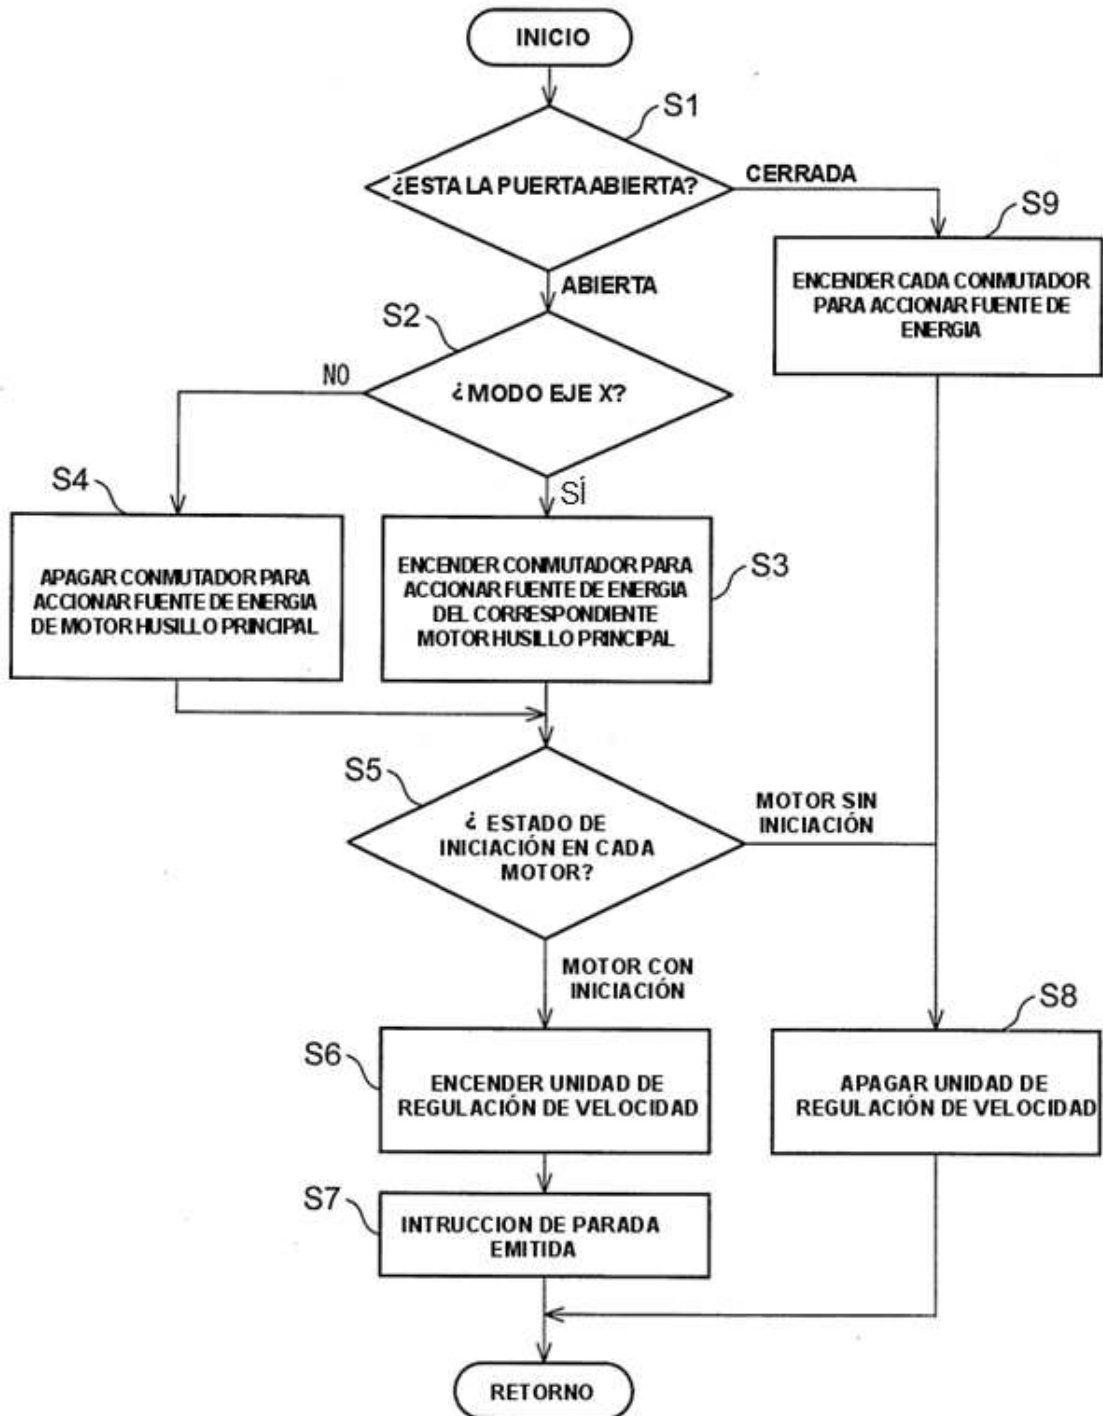 INICIO
S1
¿ESTA LA PUERTA ABIERTA?
CERRADA
S9
ENCENDER CADA CONMUTADOR
PARA ACCIONAR FUENTE DE
ENERGIA
ABIERTA
S2
NO
¿MODO EJE X?
SÍ
S4
APAGAR CONMUTADOR PARA
ACCIONAR FUENTE DE ENERGIA
DE MOTOR HUSILLO PRINCIPAL
ENCENDER CONMUTADOR PARA
ACCIONAR FUENTE DE ENERGIA
DEL CORRESPONDIENTE
MOTOR HUSILLO PRINCIPAL
S3
S5
¿ ESTADO DE
INICIACIÓN EN CADA
MOTOR?
MOTOR SIN
INICIACIÓN
MOTOR CON
INICIACIÓN
S6
ENCENDER UNIDAD DE
REGULACIÓN DE VELOCIDAD
S8
APAGAR UNIDAD DE
REGULACIÓN DE VELOCIDAD
S7
INTRUCCION DE PARADA
EMITIDA
RETORNO